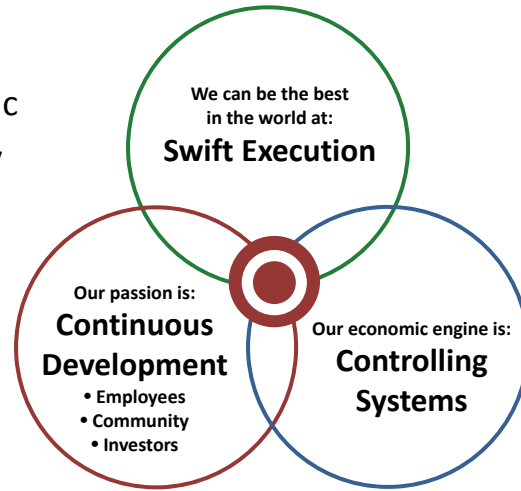 c
We can be the best
in the world at:
Swift Execution
Our passion is:
Continuous
Development
• Employees
• Community
• Investors
Our economic engine is:
Controlling
Systems